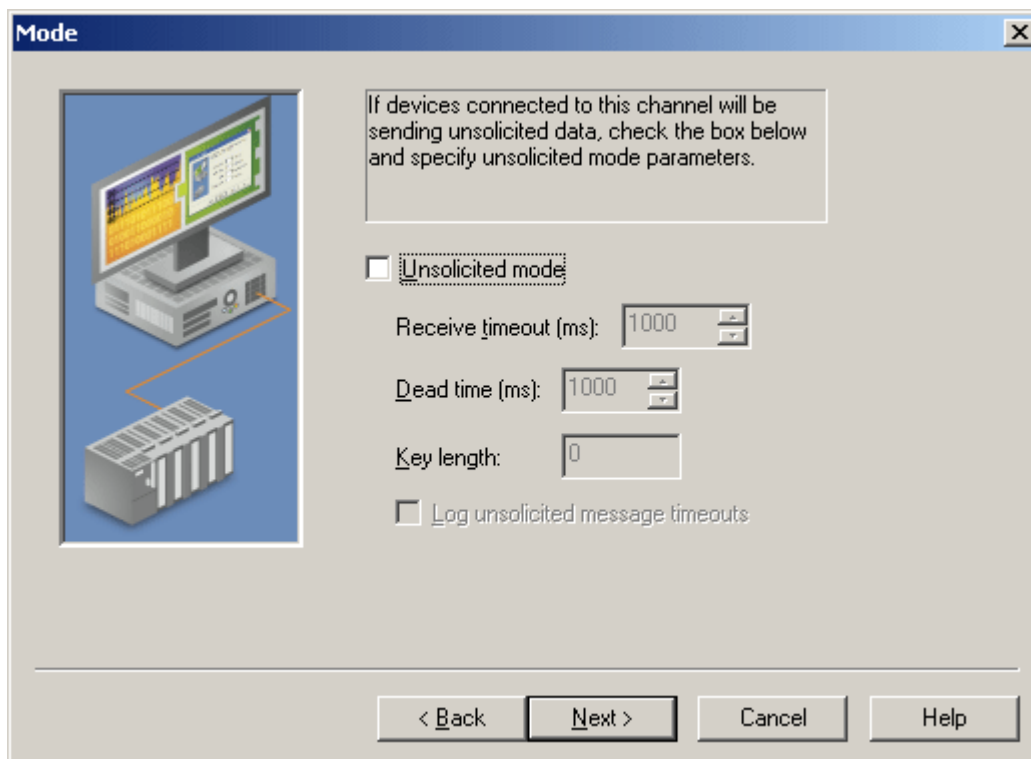 Mode
If devices connected to this channel will be
sending unsolicited data, check the box below
and specify unsolicited mode parameters.
Unsolicited mode
Receive timeout (ms): 1000
Dead time (ms): 1000
Key length: 0
Log unsolicited message timeouts
< Back Next > Cancel Help